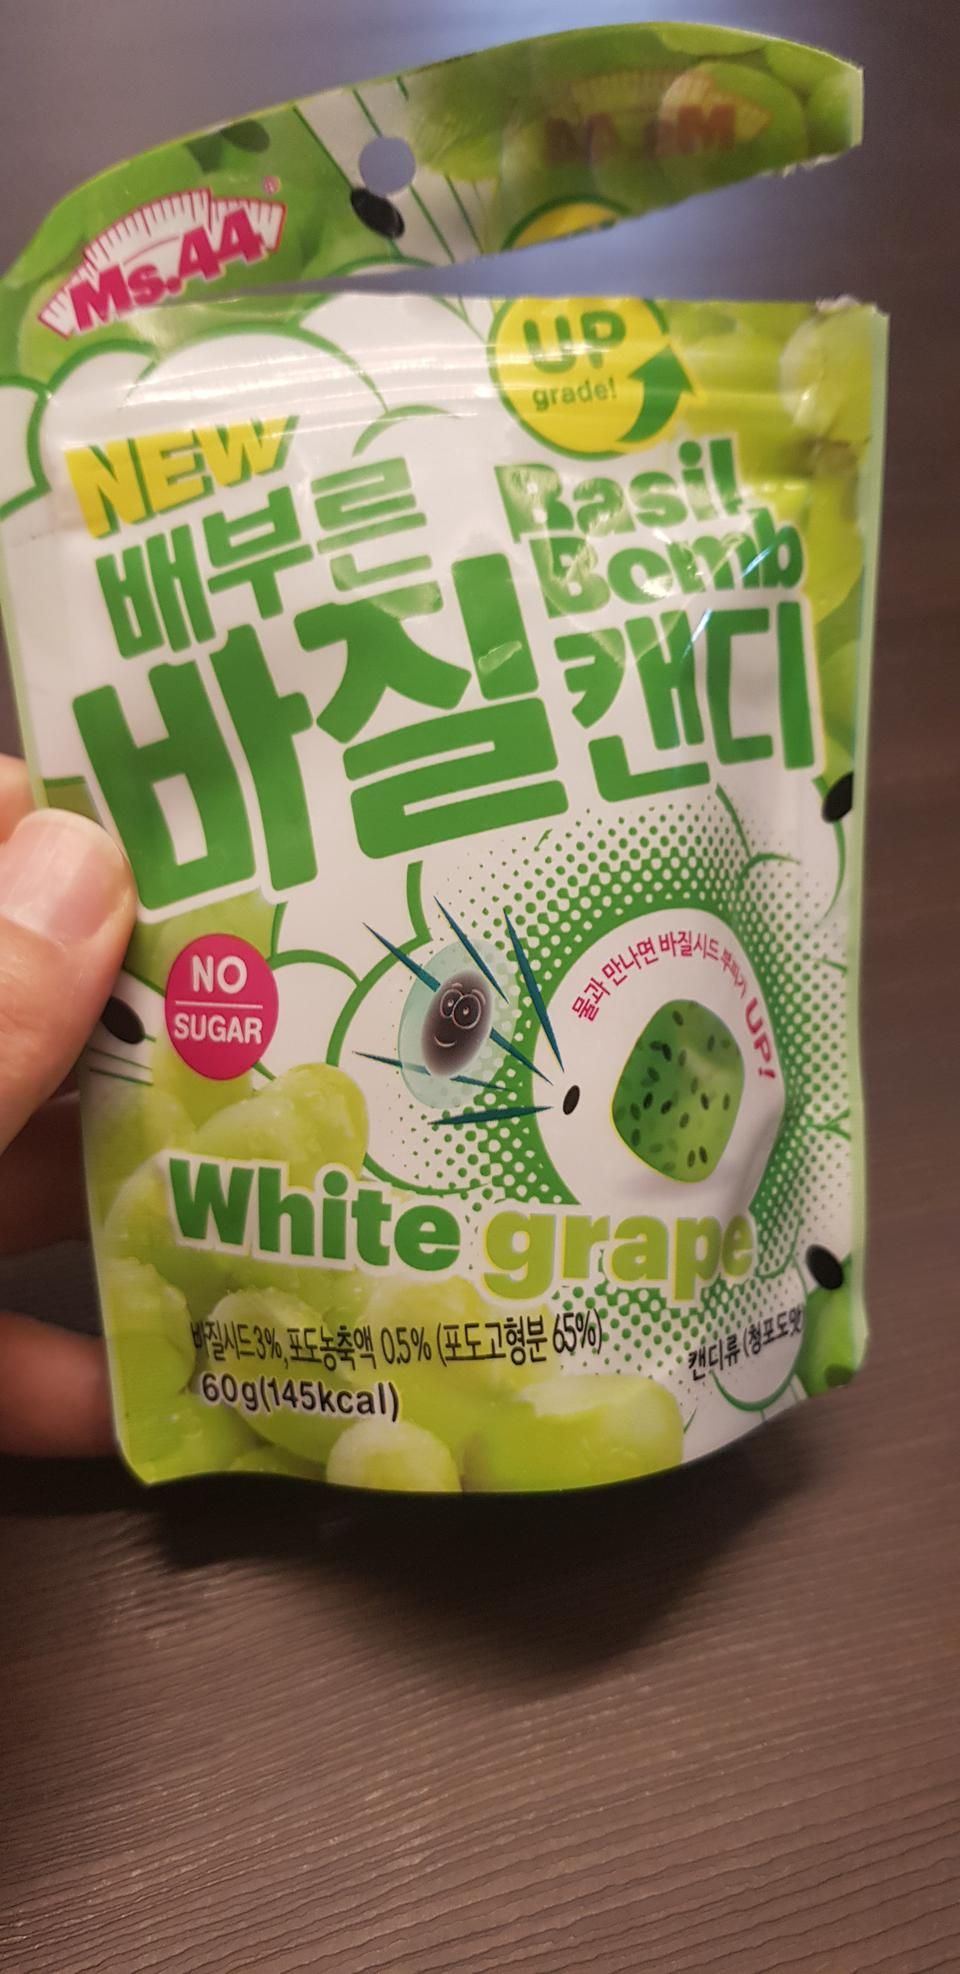 Ms.44
UP
grade!
NEW
배부른
Basil
Bomb
바질
캔디
물과 만나면 바질시드 부피가 UP!
NO
SUGAR
White grape
바질시드3%,포도농축액 0.5% (포도고형분 65%)
60g(145kcal)
캔디류(청포도맛)